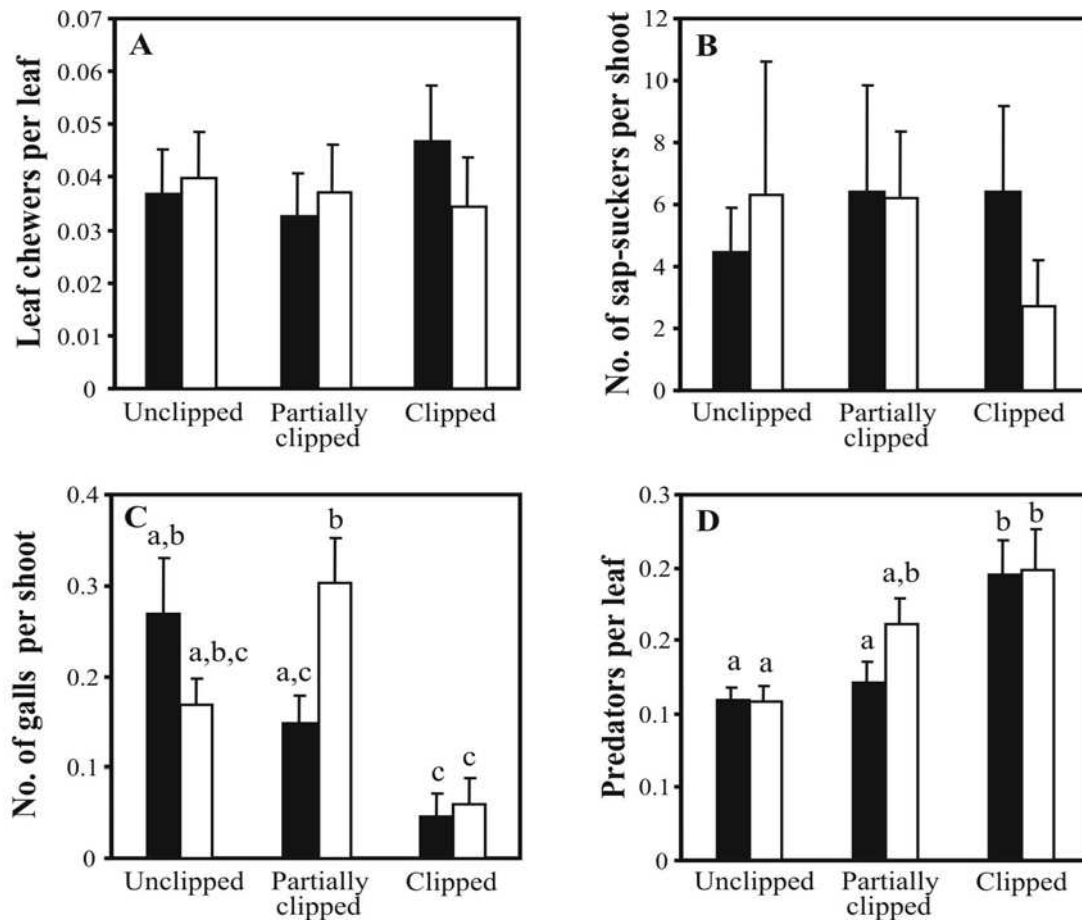 A
Leaf chewers per leaf
0.07
0.06
0.05
0.04
0.03
0.02
0.01
0
Unclipped
Partially
clipped
Clipped
B
No. of sap-suckers per shoot
12
10
8
6
4
2
0
Unclipped
Partially
clipped
Clipped
C
No. of galls per shoot
0.4
0.3
0.2
0.1
0
a,b
a,b,c
a,c
b
c
c
Unclipped
Partially
clipped
Clipped
D
Predators per leaf
0.3
0.2
0.2
0.1
0.1
0
a
a
a
a,b
b
b
Unclipped
Partially
clipped
Clipped